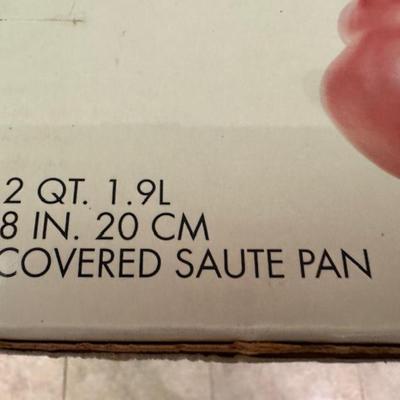 2 QT. 1.9L
8 IN. 20 CM
COVERED SAUTE PAN